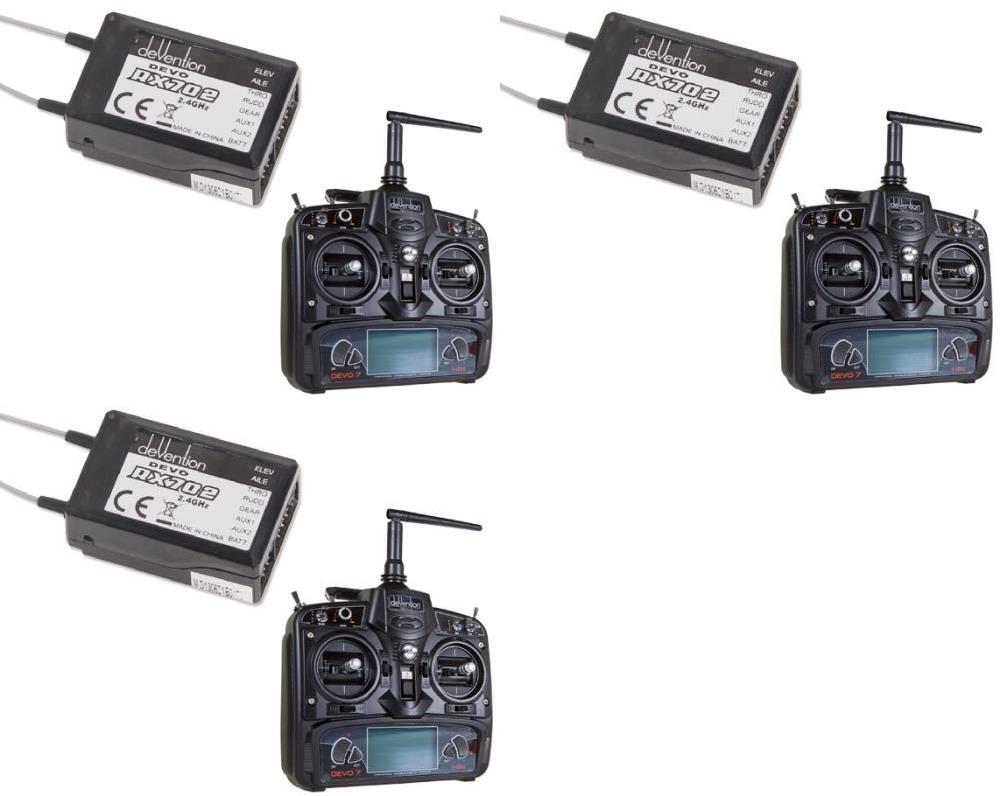 deVention
DEVO
RX702
2.4GHz
CE
MADE IN CHINA
ELEV
AILE
THRO
RUDD
GEAR
AUX1
AUX2
BATT
deVention
DEVO 7
deVention
DEVO
RX702
2.4GHz
CE
MADE IN CHINA
ELEV
AILE
THRO
RUDD
GEAR
AUX1
AUX2
BATT
deVention
DEVO 7
deVention
DEVO
RX702
2.4GHz
CE
MADE IN CHINA
ELEV
AILE
THRO
RUDD
GEAR
AUX1
AUX2
BATT
deVention
DEVO 7